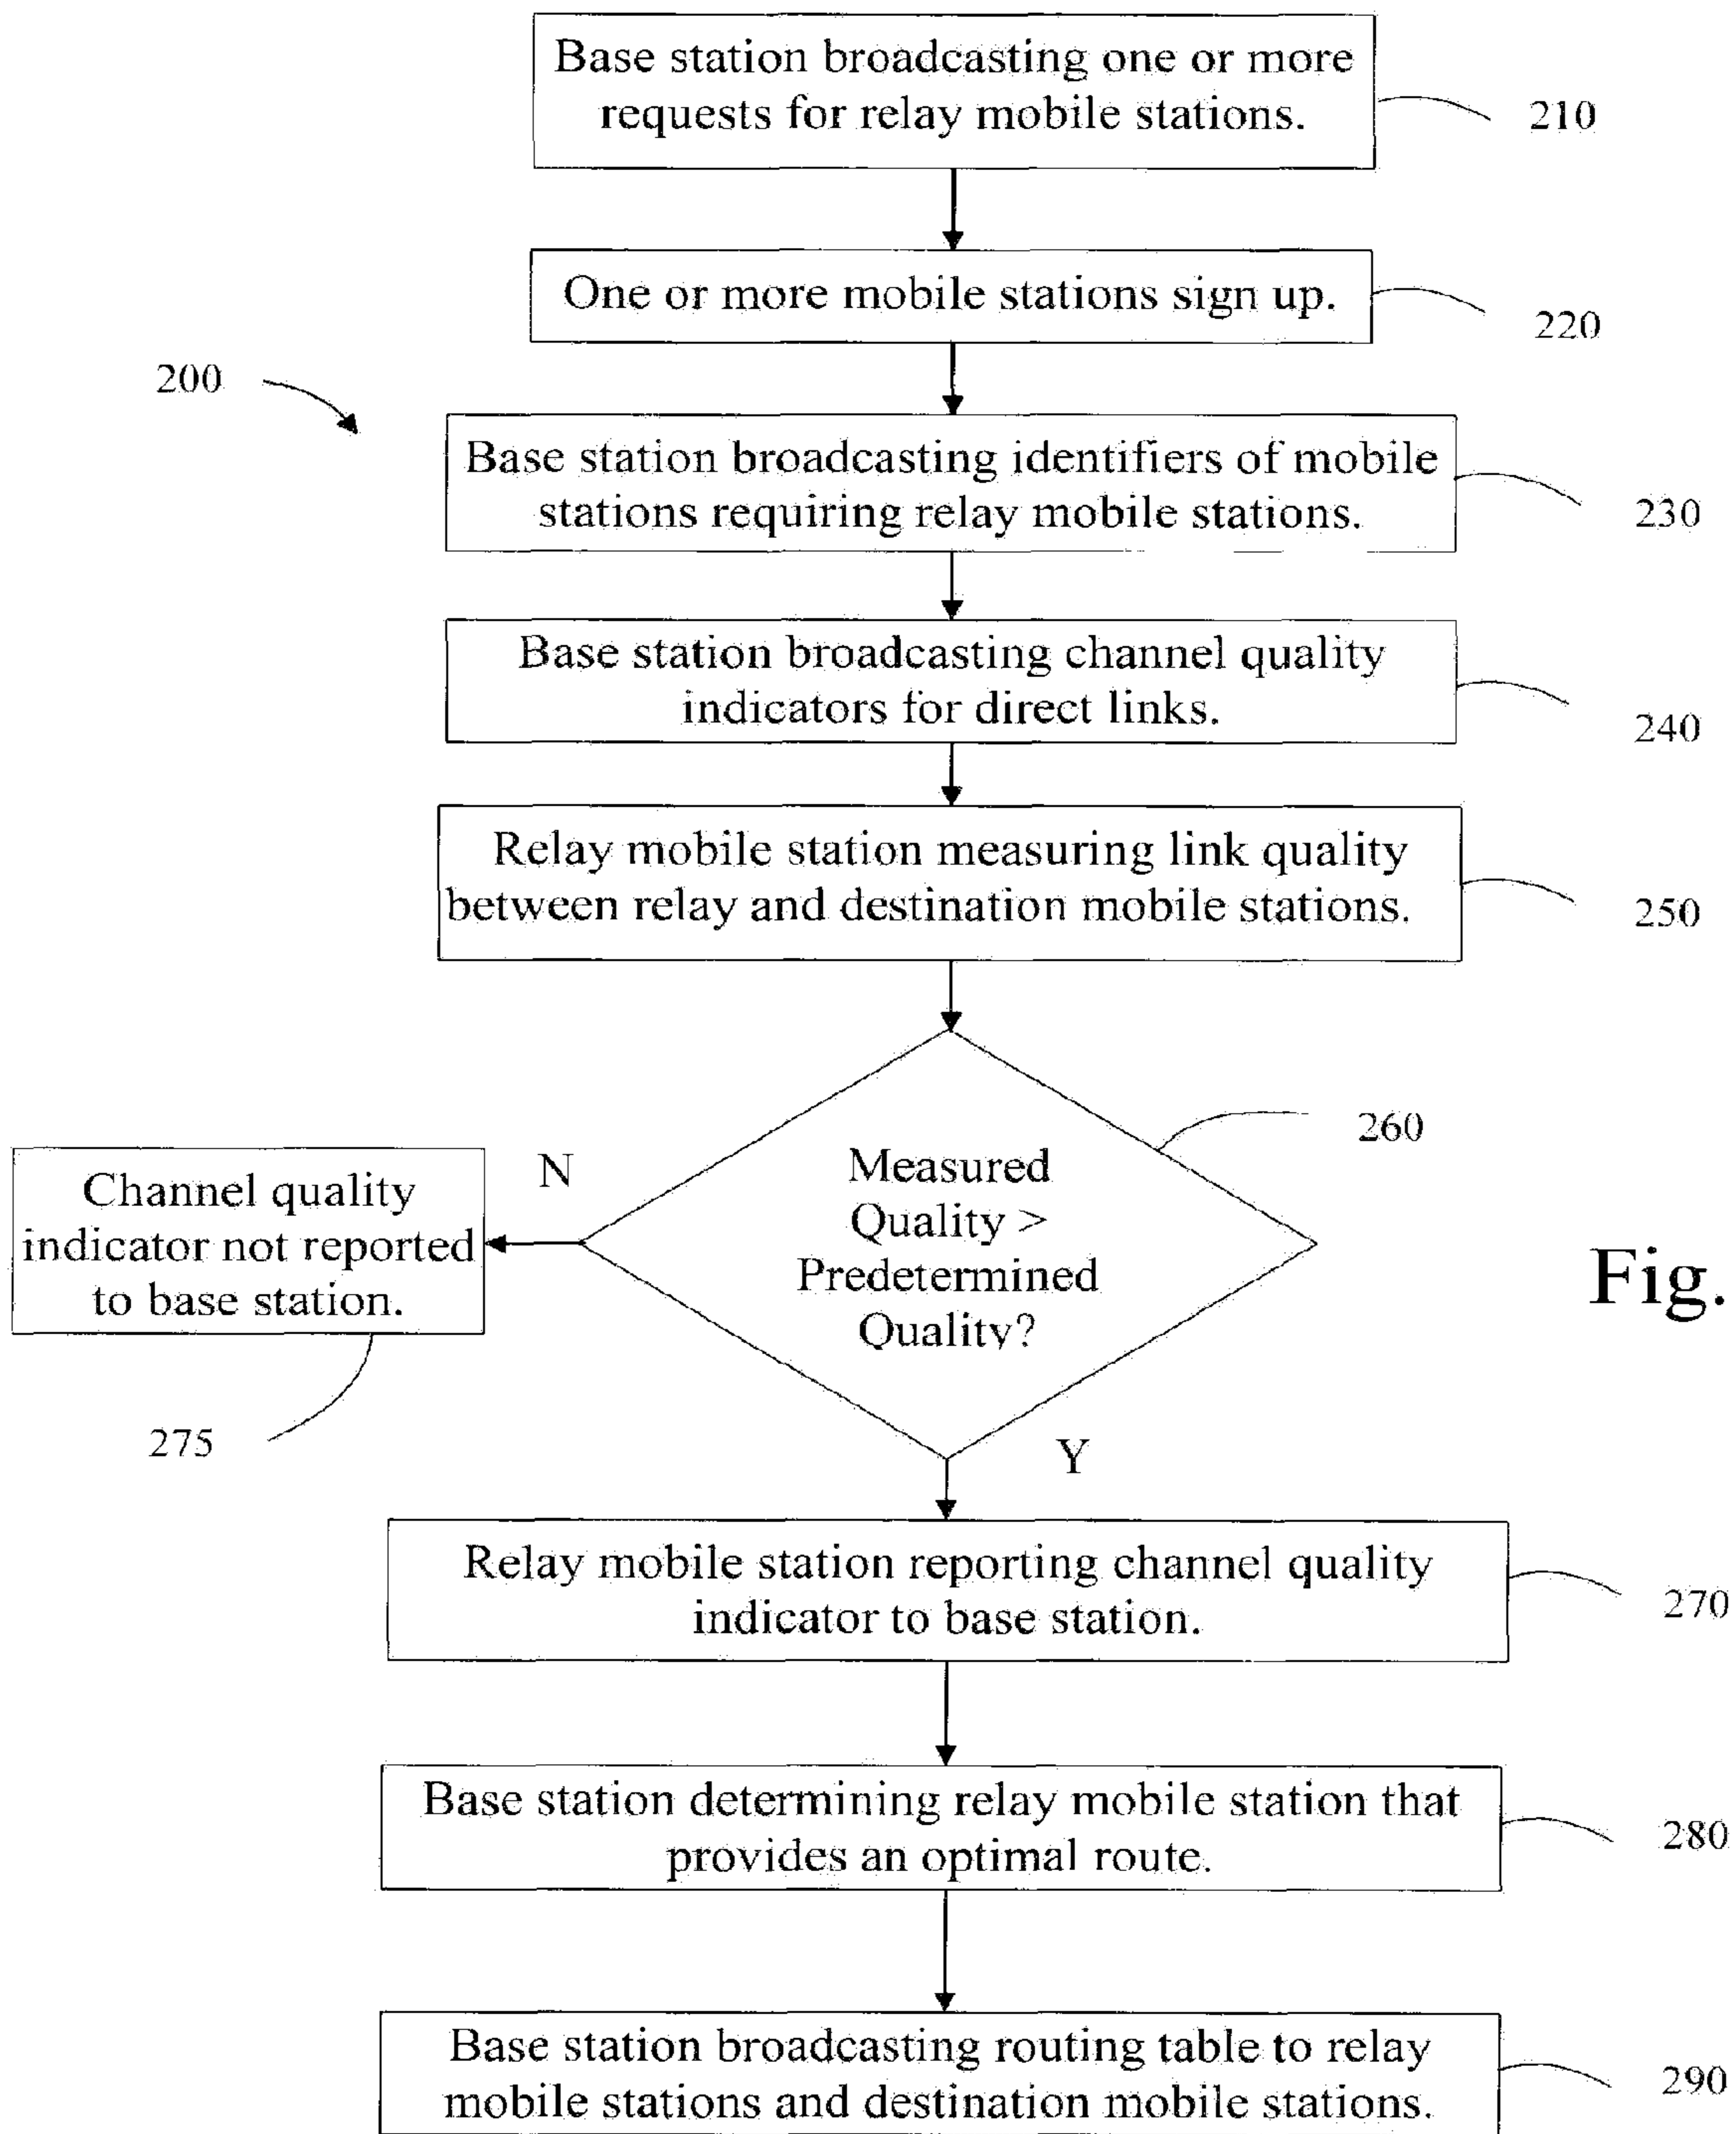 Base station broadcasting one or more
requests for relay mobile stations.
210
One or more mobile stations sign up.
220
200
Base station broadcasting identifiers of mobile
stations requiring relay mobile stations.
230
Base station broadcasting channel quality
indicators for direct links.
240
Relay mobile station measuring link quality
between relay and destination mobile stations.
250
260
Measured
Quality >
Predetermined
Quality?
N
Channel quality
indicator not reported
to base station.
275
Fig.
Y
Relay mobile station reporting channel quality
indicator to base station.
270
Base station determining relay mobile station that
provides an optimal route.
280
Base station broadcasting routing table to relay
mobile stations and destination mobile stations.
290